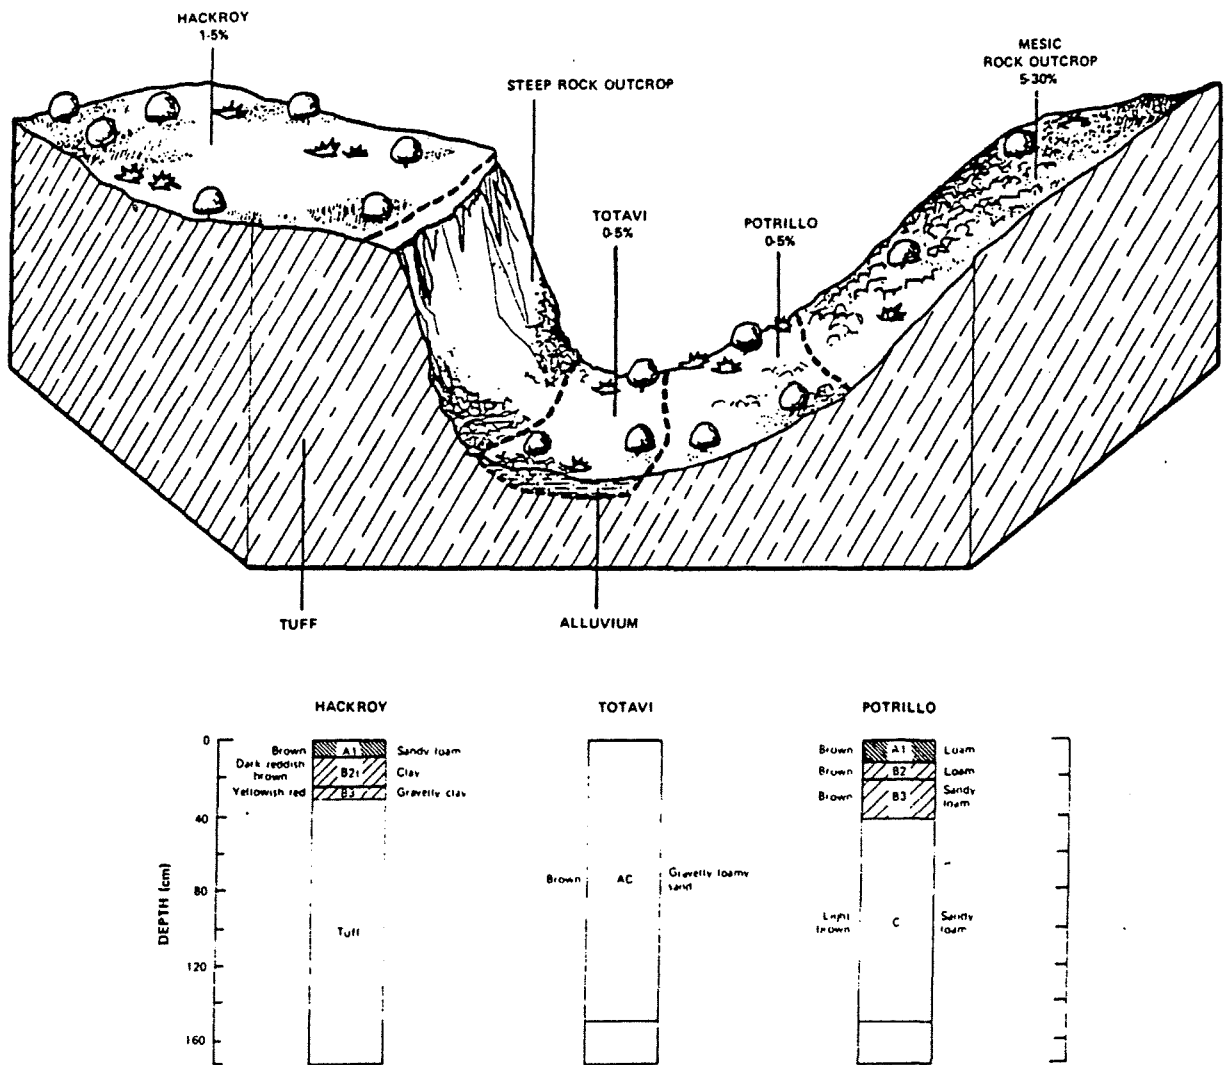 HACKROY
1-5%
STEEP ROCK OUTCROP
MESIC
ROCK OUTCROP
5-30%
TOTAVI
0-5%
POTRILLO
0-5%
TUFF
ALLUVIUM
HACKROY
TOTAVI
POTRILLO
DEPTH (cm)
0
40
80
120
160
Brown
A1
Sandy loam
Dark reddish
brown
B2t
Clay
Yellowish red
B3
Gravelly clay
Tuff
Brown
AC
Gravelly loamy
sand
Brown
A1
Loam
Brown
B2
Loam
Brown
B3
Sandy
loam
Light
brown
C
Sandy
loam